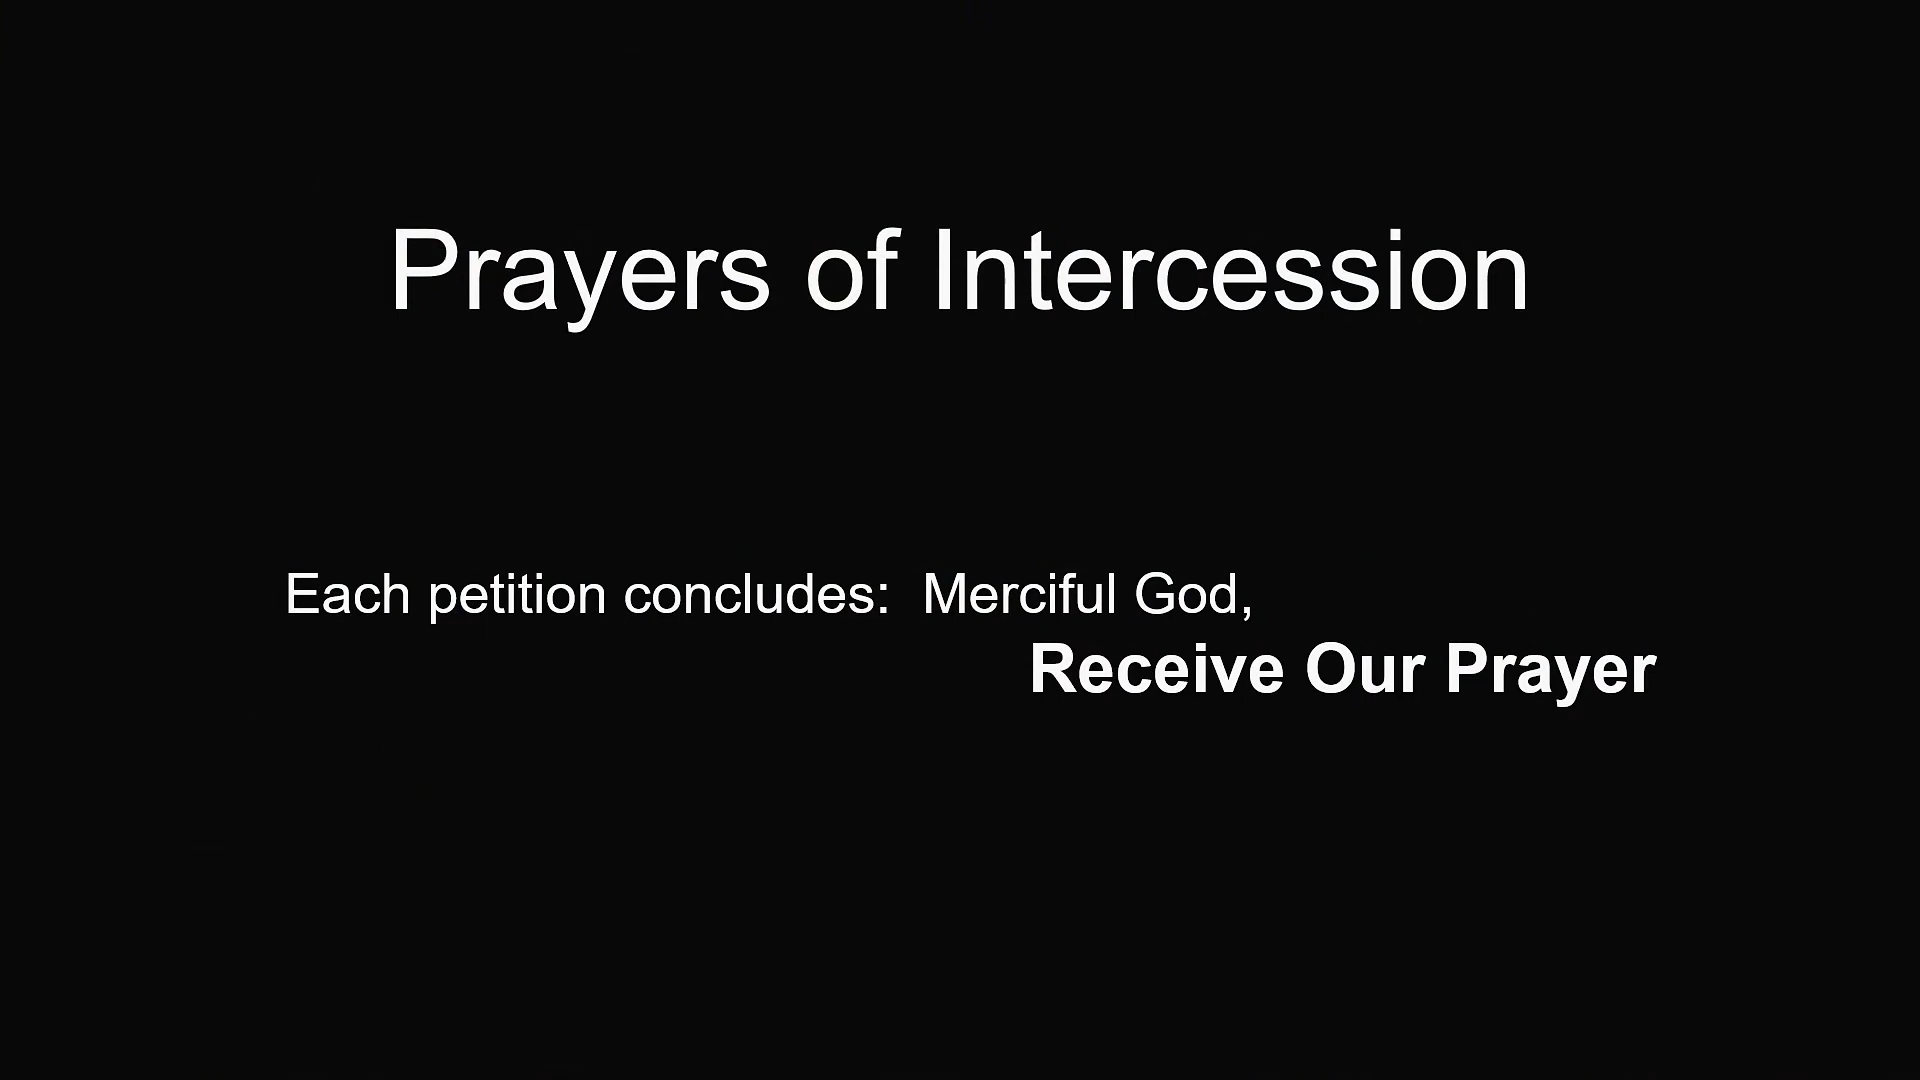 Prayers of Intercession
Each petition concludes:  Merciful God,
Receive Our Prayer